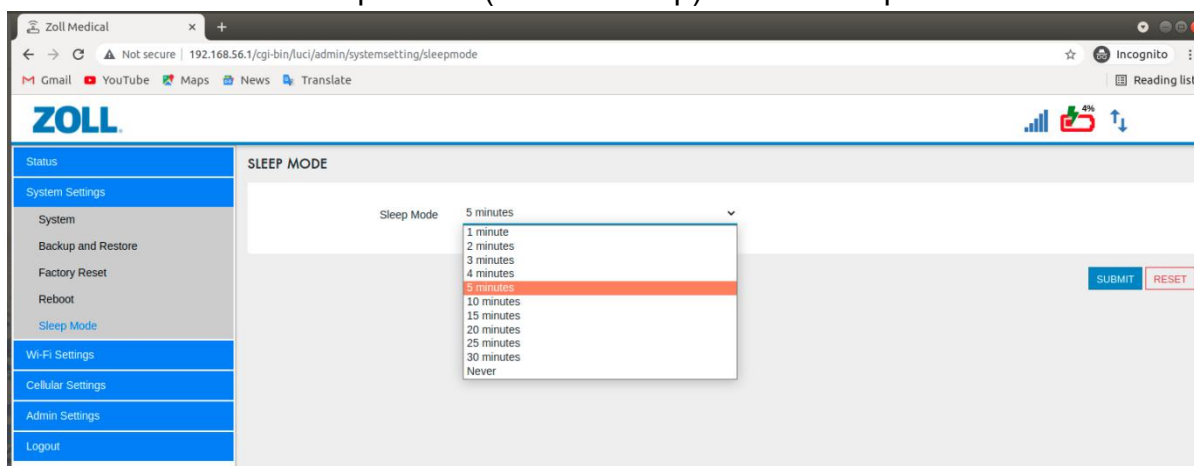 Zoll Medical
Not secure 192.168.56.1/cgi-bin/luci/admin/systemsetting/sleepmode
Incognito
Gmail YouTube Maps News Translate
Reading list
ZOLL
4%
Status
SLEEP MODE
System Settings
System
Sleep Mode 5 minutes
1 minute
Backup and Restore
2 minutes
3 minutes
Factory Reset
4 minutes
5 minutes
SUBMIT RESET
Reboot
10 minutes
15 minutes
Sleep Mode
20 minutes
25 minutes
Wi-Fi Settings
30 minutes
Never
Cellular Settings
Admin Settings
Logout